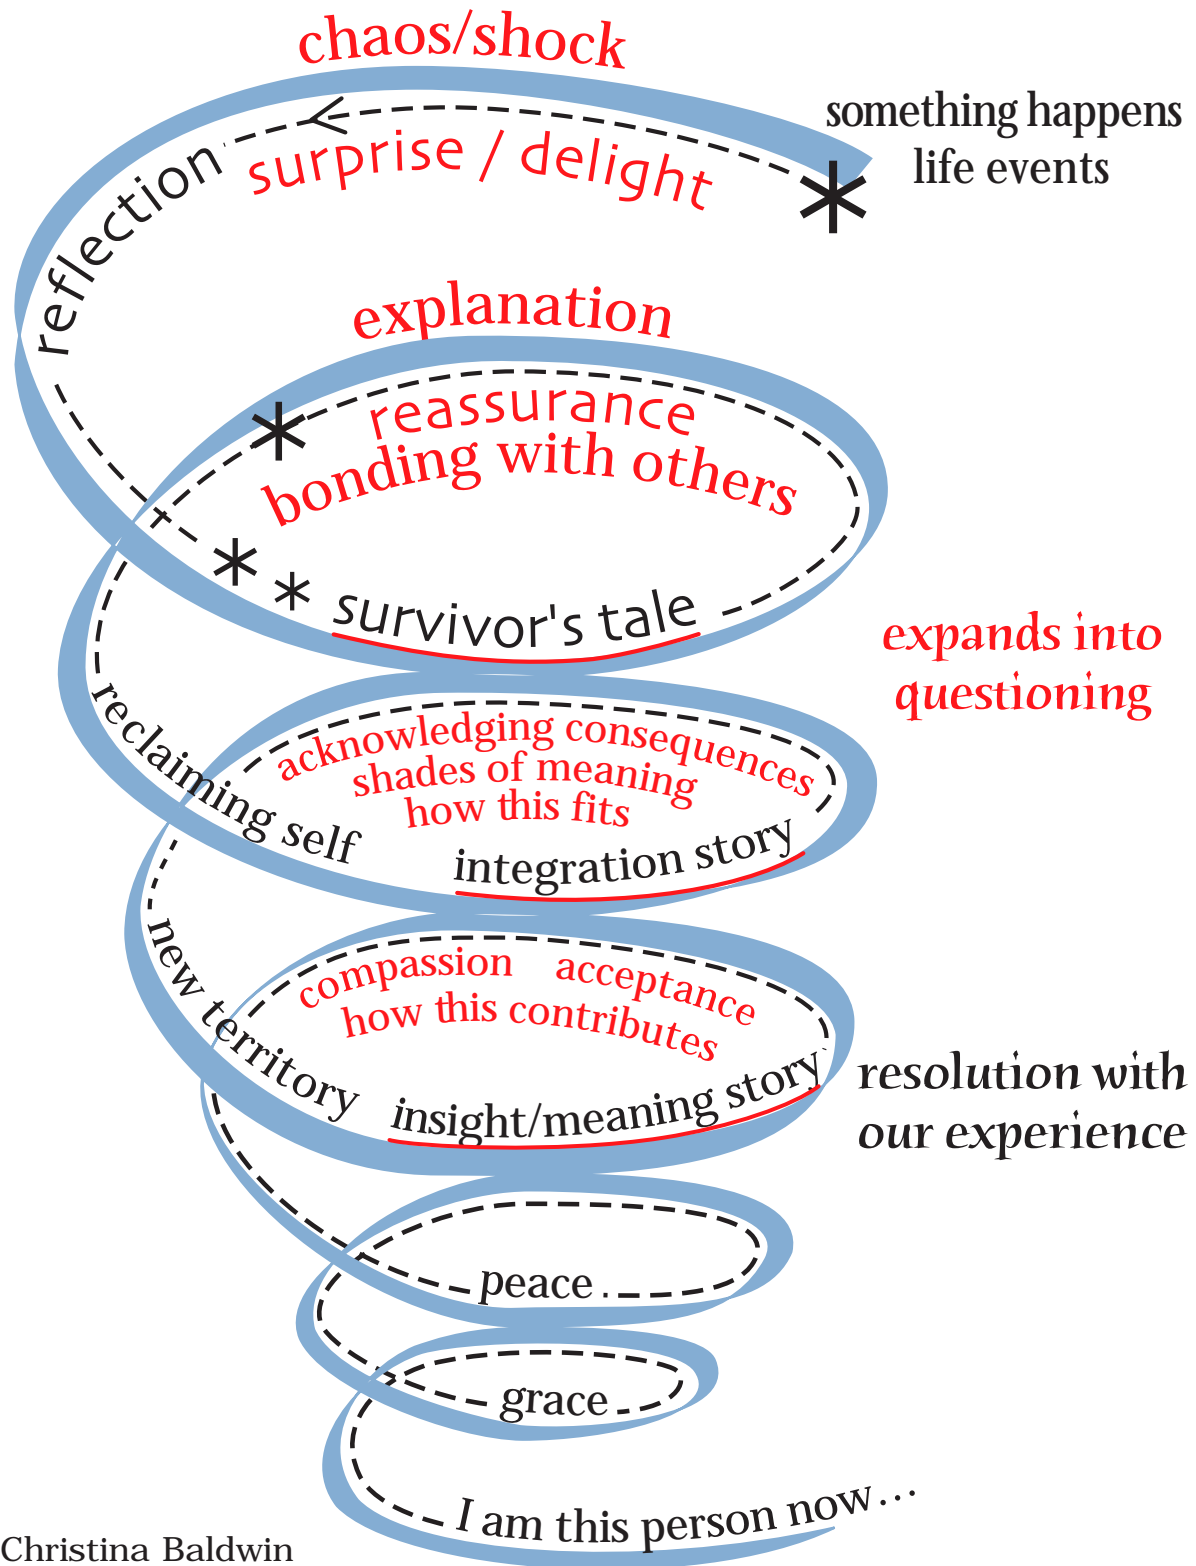 chaos/shock
something happens
life events
surprise / delight
reflection
explanation
reassurance
bonding with others
survivor's tale
expands into
questioning
reclaiming self
acknowledging consequences
shades of meaning
how this fits
integration story
new territory
compassion acceptance
how this contributes
insight/meaning story
resolution with
our experience
peace
grace
I am this person now...
Christina Baldwin